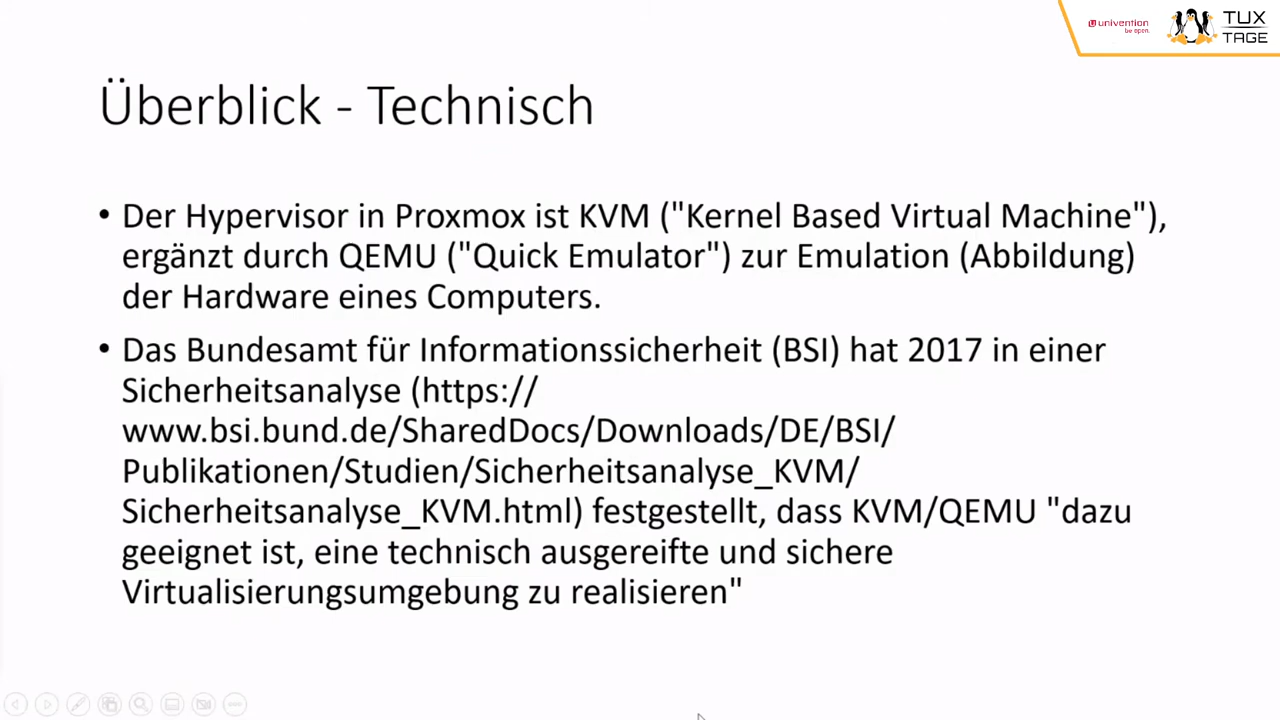 univention
be open.
TUX
TAGE
Überblick - Technisch
• Der Hypervisor in Proxmox ist KVM ("Kernel Based Virtual Machine"),
ergänzt durch QEMU ("Quick Emulator") zur Emulation (Abbildung)
der Hardware eines Computers.
• Das Bundesamt für Informationssicherheit (BSI) hat 2017 in einer
Sicherheitsanalyse (https://
www.bsi.bund.de/SharedDocs/Downloads/DE/BSI/
Publikationen/Studien/Sicherheitsanalyse_KVM/
Sicherheitsanalyse_KVM.html) festgestellt, dass KVM/QEMU "dazu
geeignet ist, eine technisch ausgereifte und sichere
Virtualisierungsumgebung zu realisieren"